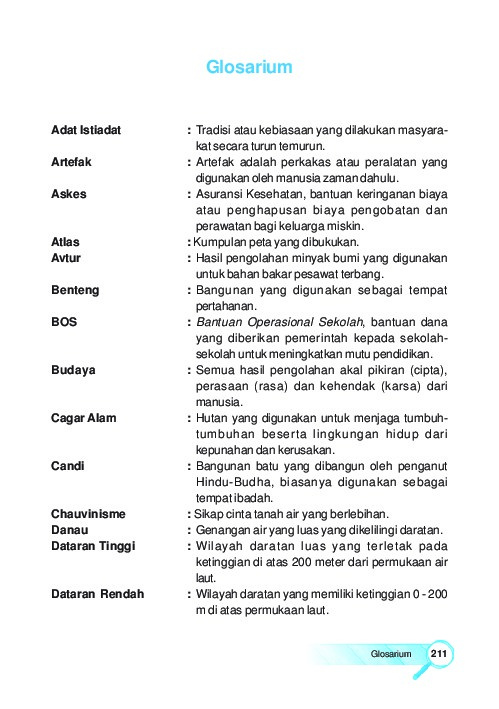 Glosarium
Adat Istiadat : Tradisi atau kebiasaan yang dilakukan masyara-
kat secara turun temurun.
Artefak : Artefak adalah perkakas atau peralatan yang
digunakan oleh manusia zaman dahulu.
Askes : Asuransi Kesehatan, bantuan keringanan biaya
atau penghapusan biaya pengobatan dan
perawatan bagi keluarga miskin.
Atlas : Kumpulan peta yang dibukukan.
Avtur : Hasil pengolahan minyak bumi yang digunakan
untuk bahan bakar pesawat terbang.
Benteng : Bangunan yang digunakan sebagai tempat
pertahanan.
BOS : Bantuan Operasional Sekolah, bantuan dana
yang diberikan pemerintah kepada sekolah-
sekolah untuk meningkatkan mutu pendidikan.
Budaya : Semua hasil pengolahan akal pikiran (cipta),
perasaan (rasa) dan kehendak (karsa) dari
manusia.
Cagar Alam : Hutan yang digunakan untuk menjaga tumbuh-
tumbuhan beserta lingkungan hidup dari
kepunahan dan kerusakan.
Candi : Bangunan batu yang dibangun oleh penganut
Hindu-Budha, biasanya digunakan sebagai
tempat ibadah.
Chauvinisme : Sikap cinta tanah air yang berlebihan.
Danau : Genangan air yang luas yang dikelilingi daratan.
Dataran Tinggi : Wilayah daratan luas yang terletak pada
ketinggian di atas 200 meter dari permukaan air
laut.
Dataran Rendah : Wilayah daratan yang memiliki ketinggian 0 - 200
m di atas permukaan laut.
Glosarium 211